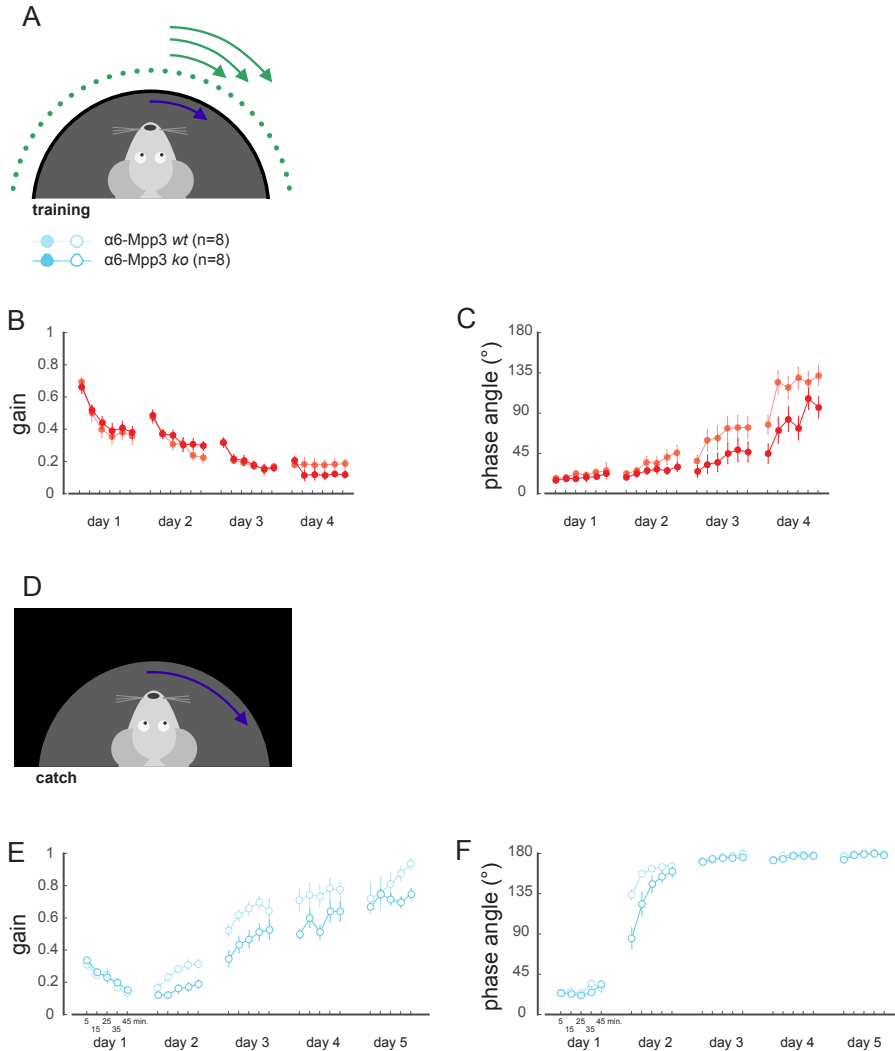 A
training
α6-Mpp3 wt (n=8)
α6-Mpp3 ko (n=8)
B
1
0.8
0.6
0.4
0.2
0
gain
day 1
day 2
day 3
day 4
C
180
135
90
45
0
phase angle (°)
day 1
day 2
day 3
day 4
D
catch
E
1
0.8
0.6
0.4
0.2
0
gain
5
15
25
35
45 min.
day 1
day 2
day 3
day 4
day 5
F
180
135
90
45
0
phase angle (°)
5
15
25
35
45 min.
day 1
day 2
day 3
day 4
day 5